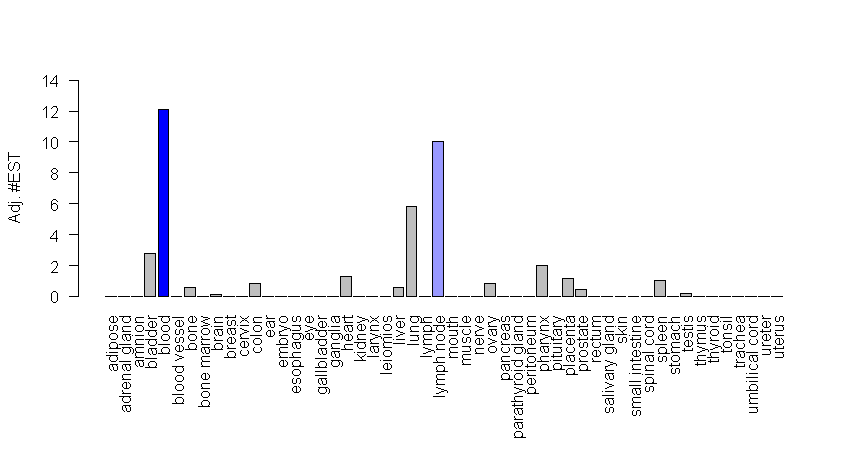 Adj. #EST
14
12
10
8
6
4
2
0
adipose
adrenal gland
amnion
bladder
blood
blood vessel
bone
bone marrow
brain
breast
cervix
colon
ear
embryo
esophagus
eye
gallbladder
ganglia
heart
kidney
larynx
leiomios
liver
lung
lymph
lymph node
mouth
muscle
nerve
ovary
pancreas
parathyroid gland
peritoneum
pharynx
pituitary
placenta
prostate
rectum
salivary gland
skin
small intestine
spinal cord
spleen
stomach
testis
thymus
thyroid
tonsil
trachea
umbilical cord
ureter
uterus